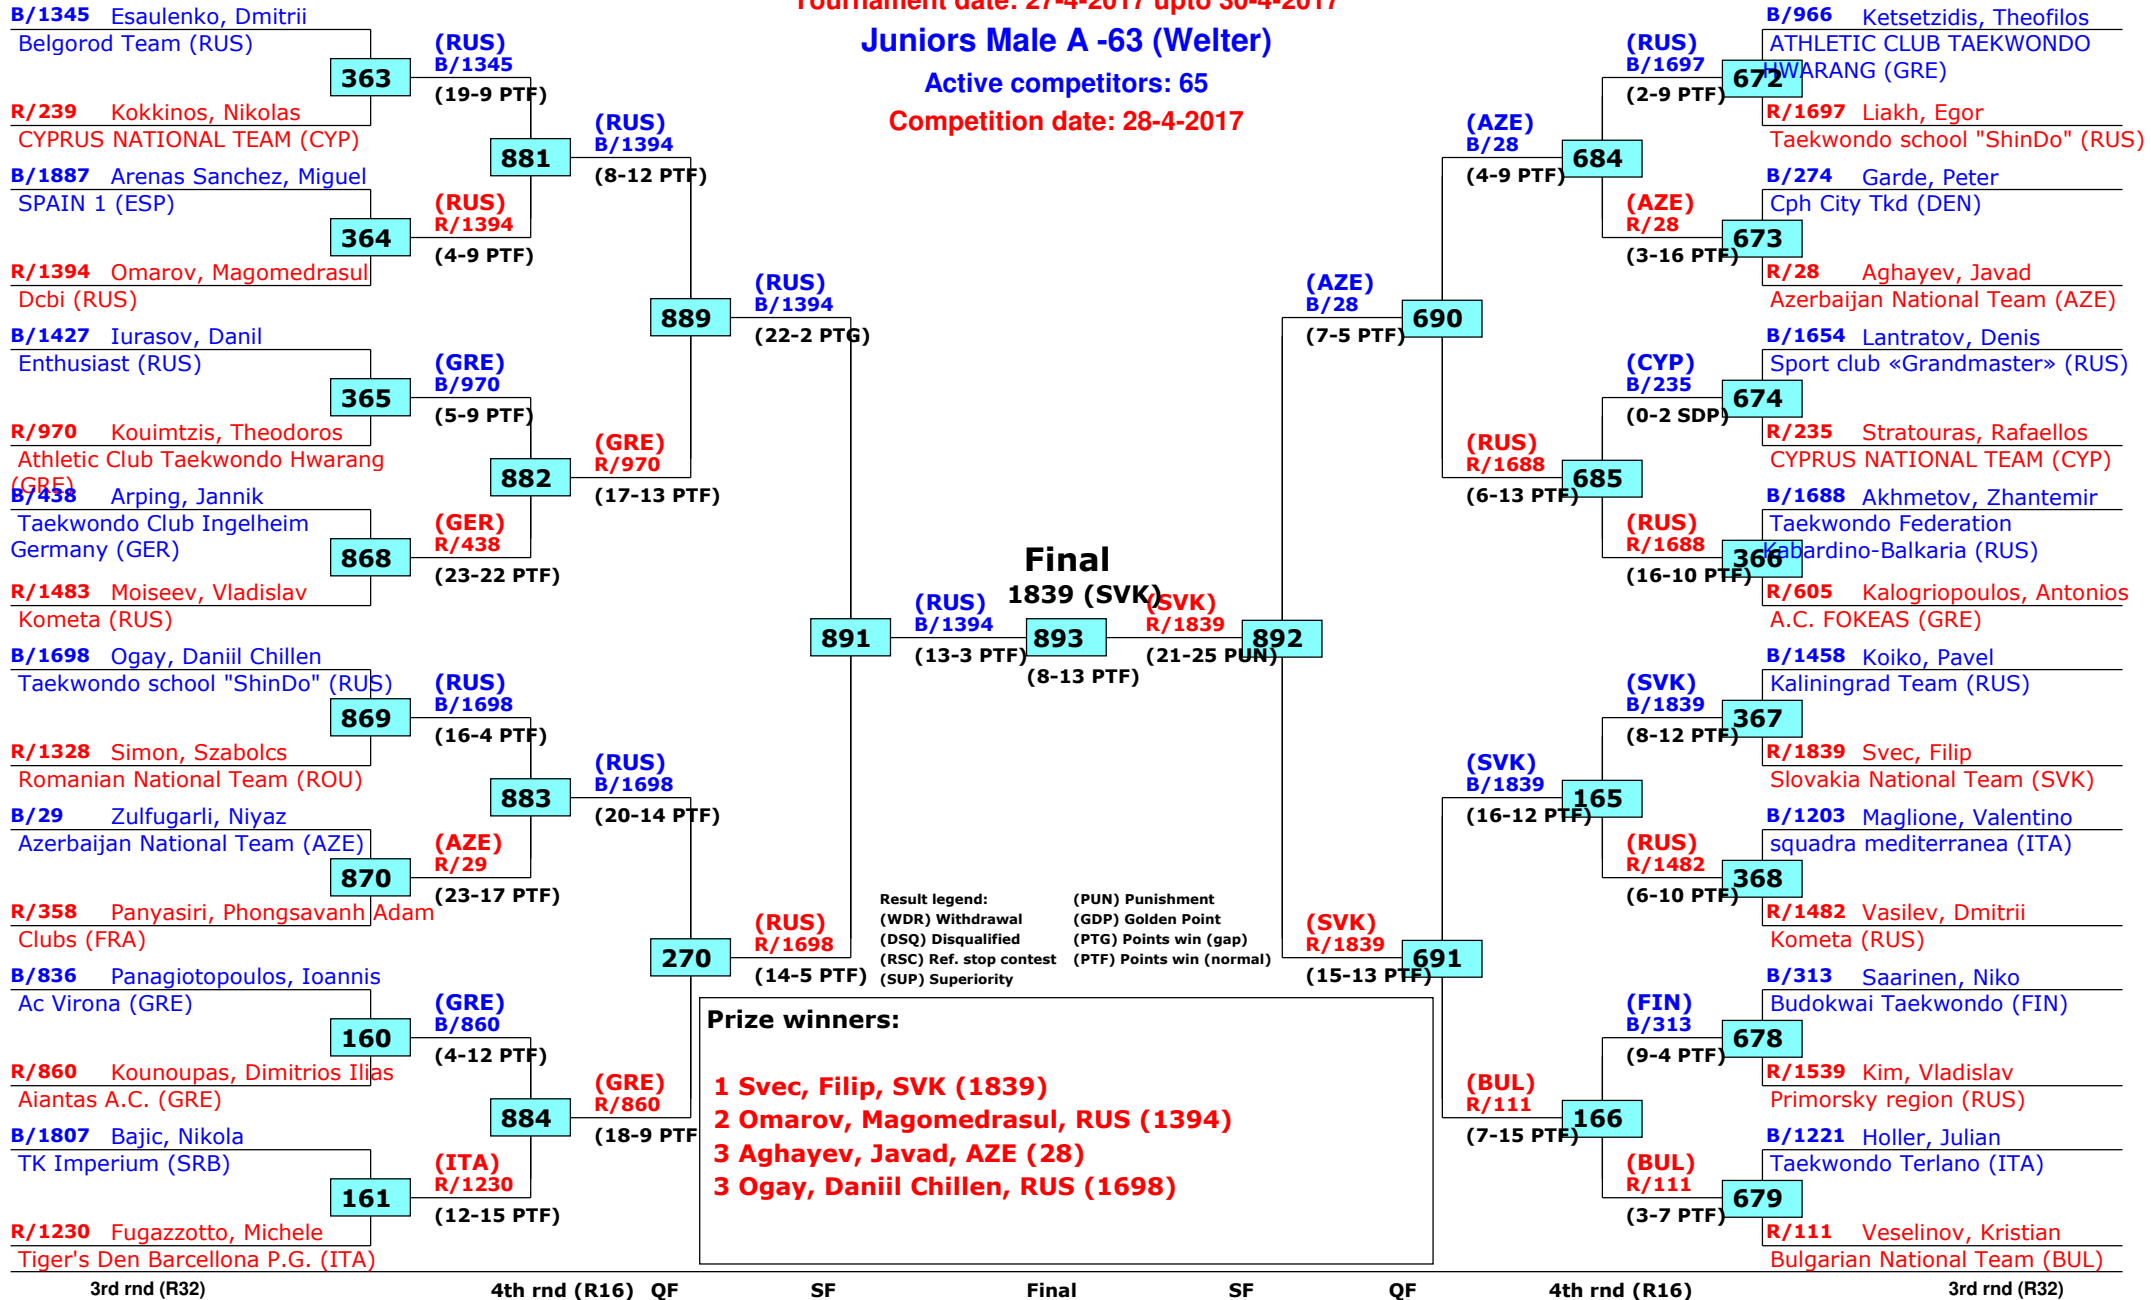 Tournament date: 27-4-2017 upto 30-4-2017
Juniors Male A -63 (Welter)
Active competitors: 65
Competition date: 28-4-2017
B/1345 Esaulenko, Dmitrii
Belgorod Team (RUS)
363
R/239 Kokkinos, Nikolas
CYPRUS NATIONAL TEAM (CYP)
B/1887 Arenas Sanchez, Miguel
SPAIN 1 (ESP)
364
R/1394 Omarov, Magomedrasul
Dcbi (RUS)
B/1427 Iurasov, Danil
Enthusiast (RUS)
365
R/970 Kouimtzis, Theodoros
Athletic Club Taekwondo Hwarang
(GRE)
B/438 Arping, Jannik
Taekwondo Club Ingelheim
Germany (GER)
868
R/1483 Moiseev, Vladislav
Kometa (RUS)
B/1698 Ogay, Daniil Chillen
Taekwondo school "ShinDo" (RUS)
869
R/1328 Simon, Szabolcs
Romanian National Team (ROU)
B/29 Zulfugarli, Niyaz
Azerbaijan National Team (AZE)
870
R/358 Panyasiri, Phongsavanh Adam
Clubs (FRA)
B/836 Panagiotopoulos, Ioannis
Ac Virona (GRE)
160
R/860 Kounoupas, Dimitrios Ilias
Aiantas A.C. (GRE)
B/1807 Bajic, Nikola
TK Imperium (SRB)
161
R/1230 Fugazzotto, Michele
Tiger's Den Barcellona P.G. (ITA)
(RUS)
B/1345
(19-9 PTF)
881
(RUS)
R/1394
(4-9 PTF)
(GRE)
B/970
(5-9 PTF)
882
(GER)
R/438
(23-22 PTF)
(RUS)
B/1698
(16-4 PTF)
883
(AZE)
R/29
(23-17 PTF)
(GRE)
B/860
(4-12 PTF)
884
(ITA)
R/1230
(12-15 PTF)
(RUS)
B/1394
(8-12 PTF)
889
(GRE)
R/970
(17-13 PTF)
(RUS)
B/1698
(20-14 PTF)
270
(GRE)
R/860
(18-9 PTF
(RUS)
B/1394
(22-2 PTG)
891
(RUS)
R/1698
(14-5 PTF)
(RUS)
B/1394
(13-3 PTF)
Final
1839 (SVK)
893
(8-13 PTF)
(SVK)
R/1839
(21-25 PUN)
892
(AZE)
B/28
(7-5 PTF)
(SVK)
R/1839
(15-13 PTF)
690
691
(AZE)
B/28
(4-9 PTF)
(RUS)
R/1688
(6-13 PTF)
(SVK)
B/1839
(16-12 PTF)
(BUL)
R/111
(7-15 PTF)
684
685
165
166
(RUS)
B/1697
(2-9 PTF)
(AZE)
R/28
(3-16 PTF)
(CYP)
B/235
(0-2 SDP)
(RUS)
R/1688
(16-10 PTF)
(SVK)
B/1839
(8-12 PTF)
(RUS)
R/1482
(6-10 PTF)
(FIN)
B/313
(9-4 PTF)
(BUL)
R/111
(3-7 PTF)
B/966 Ketsetzidis, Theofilos
ATHLETIC CLUB TAEKWONDO
HWARANG (GRE)
672
R/1697 Liakh, Egor
Taekwondo school "ShinDo" (RUS)
B/274 Garde, Peter
Cph City Tkd (DEN)
673
R/28 Aghayev, Javad
Azerbaijan National Team (AZE)
B/1654 Lantratov, Denis
Sport club «Grandmaster» (RUS)
674
R/235 Stratouras, Rafaellos
CYPRUS NATIONAL TEAM (CYP)
B/1688 Akhmetov, Zhantemir
Taekwondo Federation
Kabardino-Balkaria (RUS)
366
R/605 Kalogriopoulos, Antonios
A.C. FOKEAS (GRE)
B/1458 Koiko, Pavel
Kaliningrad Team (RUS)
367
R/1839 Svec, Filip
Slovakia National Team (SVK)
B/1203 Maglione, Valentino
squadra mediterranea (ITA)
368
R/1482 Vasilev, Dmitrii
Kometa (RUS)
B/313 Saarinen, Niko
Budokwai Taekwondo (FIN)
678
R/1539 Kim, Vladislav
Primorsky region (RUS)
B/1221 Holler, Julian
Taekwondo Terlano (ITA)
679
R/111 Veselinov, Kristian
Bulgarian National Team (BUL)
Result legend: (PUN) Punishment
(WDR) Withdrawal (GDP) Golden Point
(DSQ) Disqualified (PTG) Points win (gap)
(RSC) Ref. stop contest (PTF) Points win (normal)
(SUP) Superiority
Prize winners:
1 Svec, Filip, SVK (1839)
2 Omarov, Magomedrasul, RUS (1394)
3 Aghayev, Javad, AZE (28)
3 Ogay, Daniil Chillen, RUS (1698)
3rd rnd (R32) 4th rnd (R16) QF SF Final SF QF 4th rnd (R16) 3rd rnd (R32)